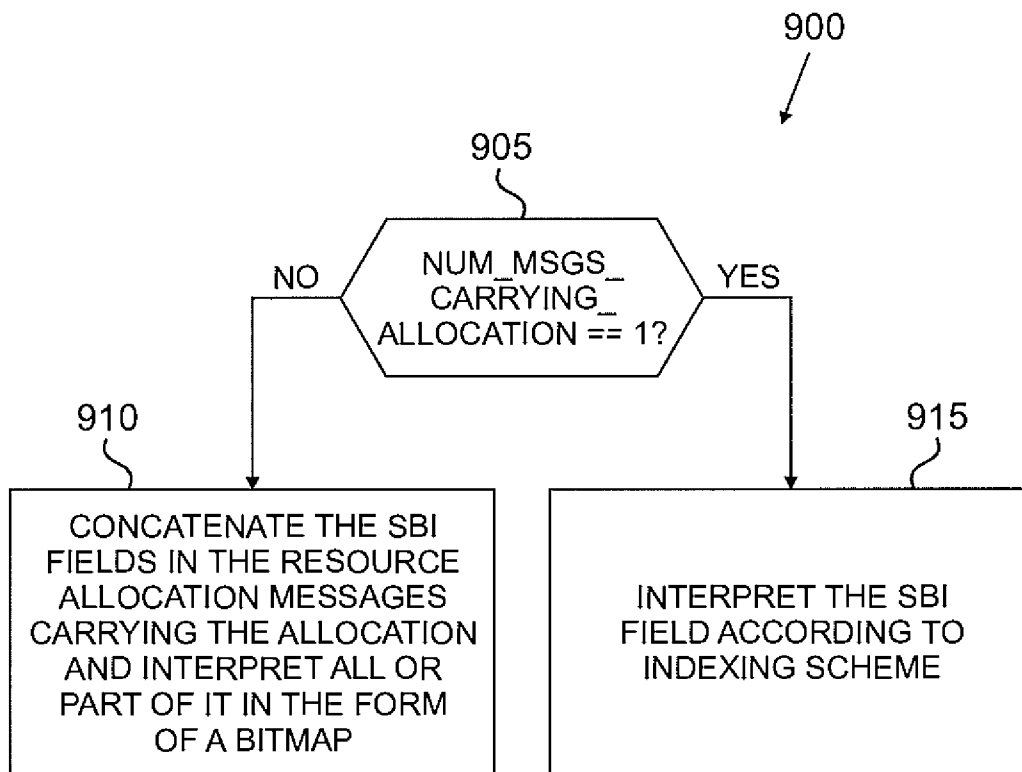 900
905
NUM_MSGS_
CARRYING_
ALLOCATION == 1?
NO
YES
910
915
CONCATENATE THE SBI
FIELDS IN THE RESOURCE
ALLOCATION MESSAGES
CARRYING THE ALLOCATION
AND INTERPRET ALL OR
PART OF IT IN THE FORM
OF A BITMAP
INTERPRET THE SBI
FIELD ACCORDING TO
INDEXING SCHEME